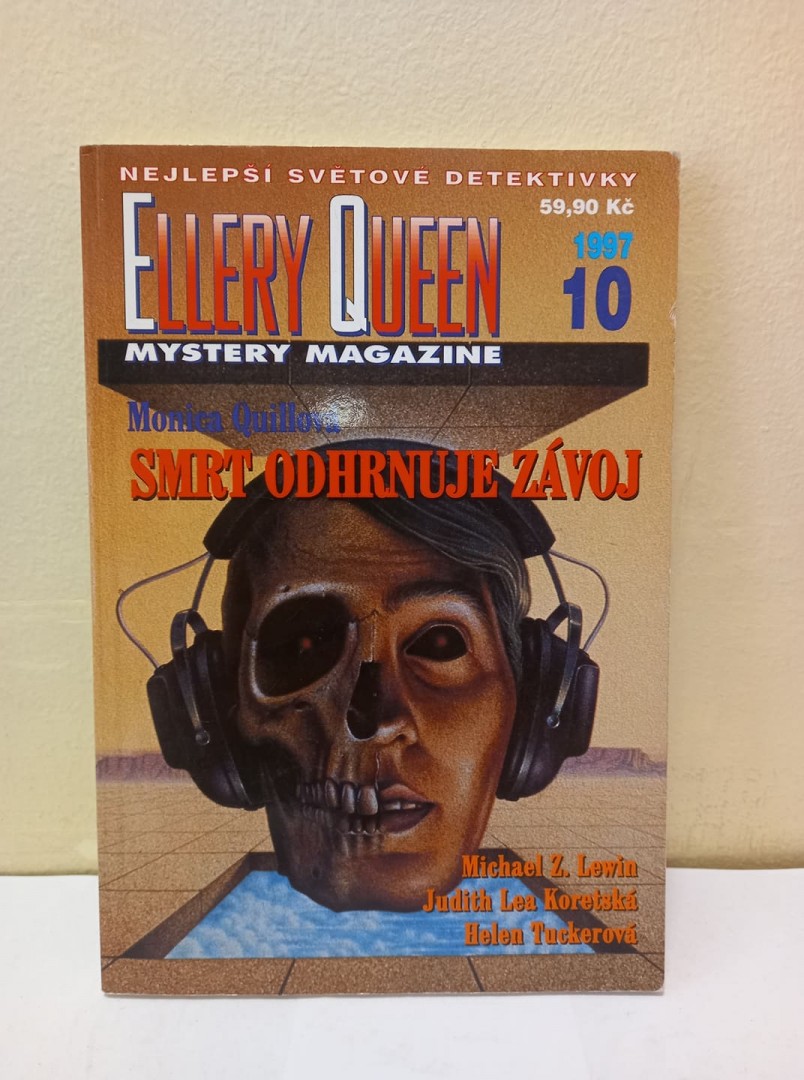 NEJLEPŠÍ SVĚTOVÉ DETEKTIVKY
59,90 Kč
ELLERY QUEEN
1997
10
MYSTERY MAGAZINE
Monica Quillová
SMRT ODHRNUJE ZÁVOJ
Michael Z. Lewin
Judith Lea Koretská
Helen Tuckerová